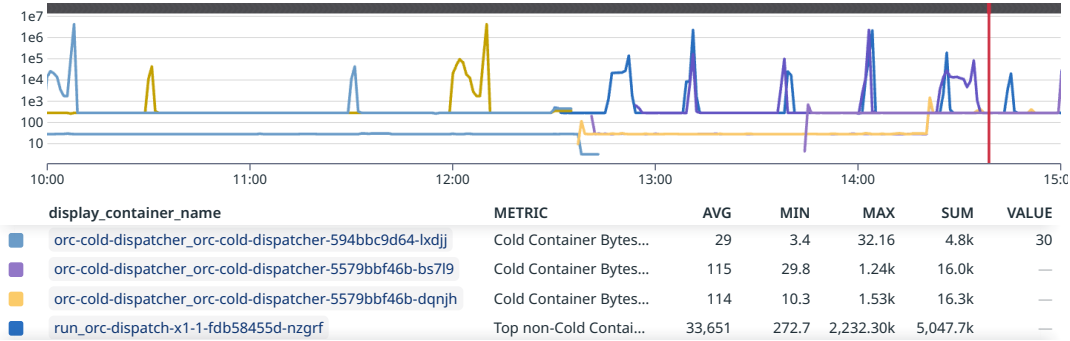 1e7
1e6
1e5
1e4
1e3
100
10
10:00 11:00 12:00 13:00 14:00 15:0
display_container_name METRIC AVG MIN MAX SUM VALUE
orc-cold-dispatcher_orc-cold-dispatcher-594bbc9d64-lxdjj Cold Container Bytes... 29 3.4 32.16 4.8k 30
orc-cold-dispatcher_orc-cold-dispatcher-5579bbf46b-bs7l9 Cold Container Bytes... 115 29.8 1.24k 16.0k —
orc-cold-dispatcher_orc-cold-dispatcher-5579bbf46b-dqnjh Cold Container Bytes... 114 10.3 1.53k 16.3k —
run_orc-dispatch-x1-1-fdb58455d-nzgrf Top non-Cold Contai... 33,651 272.7 2,232.30k 5,047.7k —